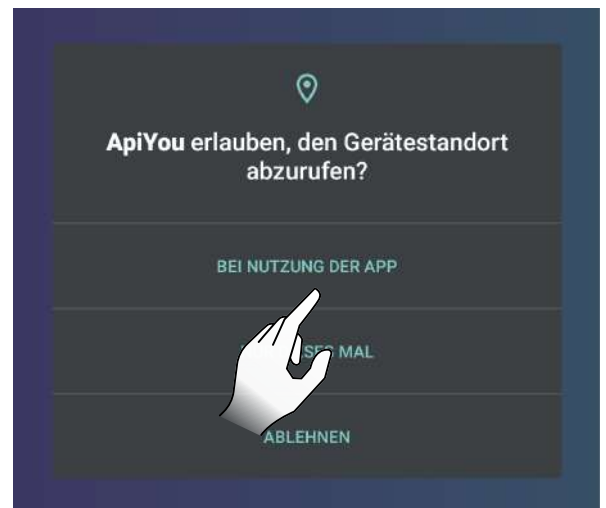 ApiYou erlauben, den Gerätestandort
abzurufen?
BEI NUTZUNG DER APP
MAL
ABLEHNEN